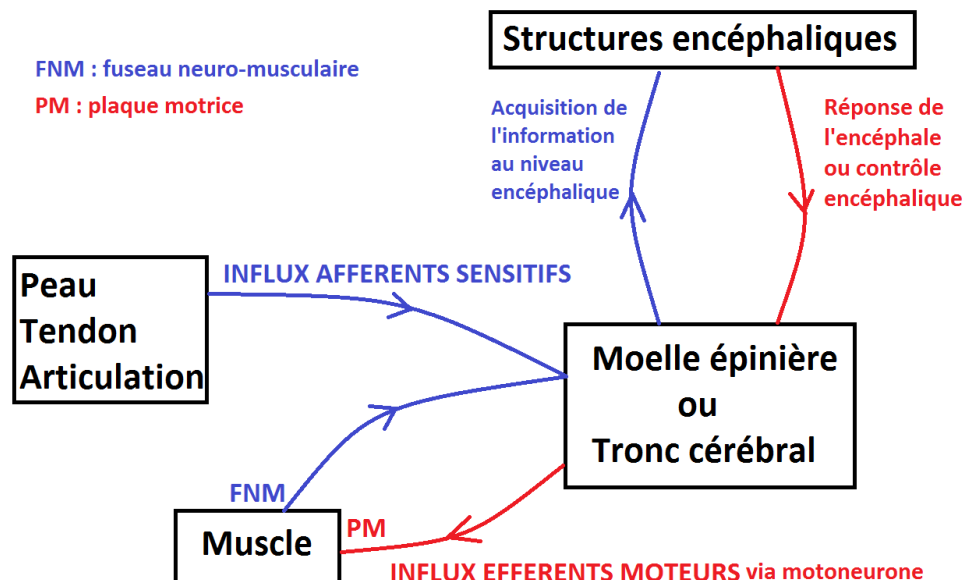 Structures encéphaliques
FNM : fuseau neuro-musculaire
PM : plaque motrice
Acquisition de
l'information
au niveau
encéphalique
Réponse de
l'encéphale
ou contrôle
encéphalique
INFLUX AFFERENTS SENSITIFS
Peau
Tendon
Articulation
Moelle épinière
ou
Tronc cérébral
FNM
Muscle
PM
INFLUX EFFERENTS MOTEURS via motoneurone